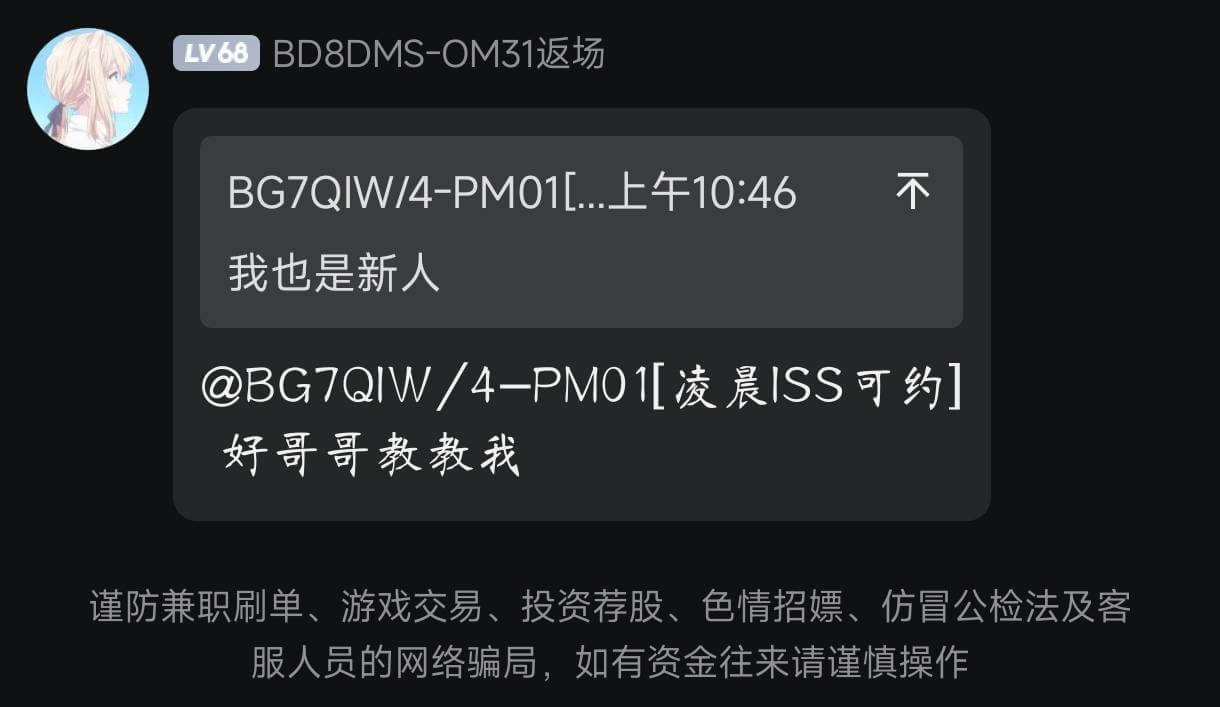 LV68 BD8DMS-OM31返场
BG7QIW/4-PM01[...上午10:46
我也是新人
@BG7QIW/4-PM01[凌晨ISS可约]
好哥哥教教我
谨防兼职刷单、游戏交易、投资荐股、色情招嫖、仿冒公检法及客
服人员的网络骗局，如有资金往来请谨慎操作